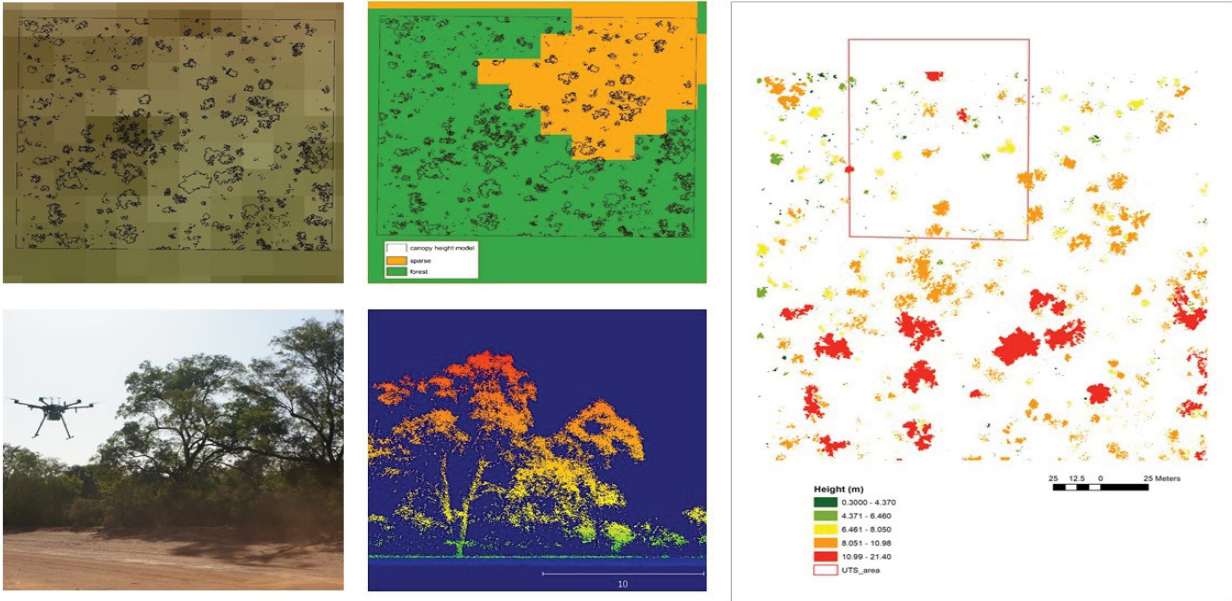 canopy height model
sparse
forest
10
25 12.5 0 25 Meters
Height (m)
0.3000 - 4.370
4.371 - 6.460
6.461 - 8.050
8.051 - 10.98
10.99 - 21.40
UTS_area